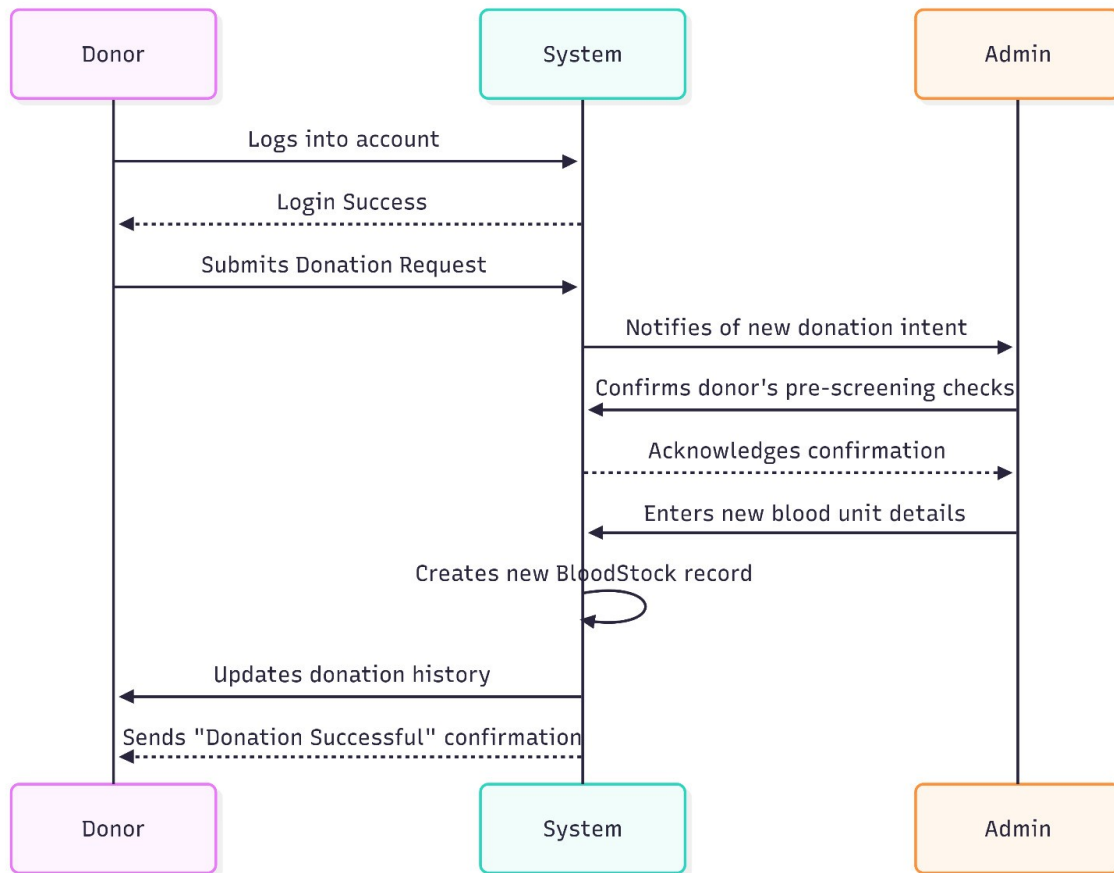 Donor
System
Admin
Logs into account
Login Success
Submits Donation Request
Notifies of new donation intent
Confirms donor's pre-screening checks
Acknowledges confirmation
Enters new blood unit details
Creates new BloodStock record
Updates donation history
Sends "Donation Successful" confirmation
Donor
System
Admin